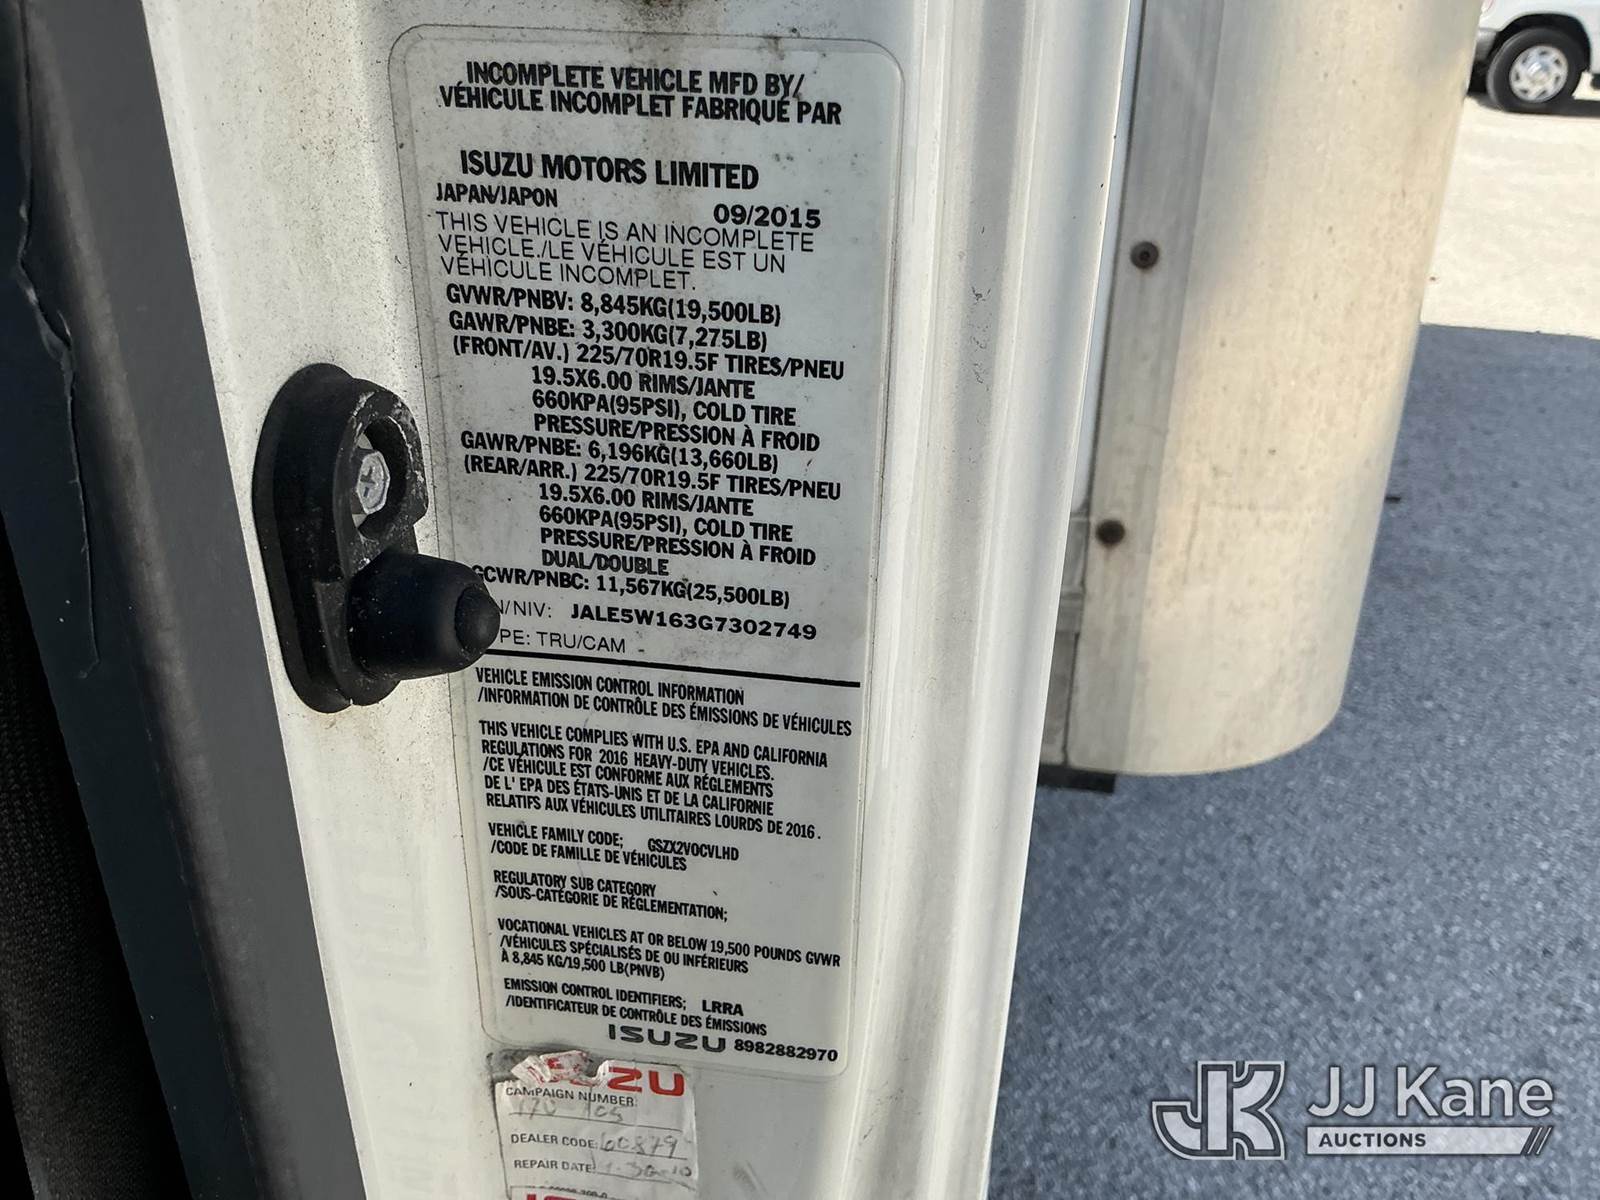 INCOMPLETE VEHICLE MFD BY/
VÉHICULE INCOMPLET FABRIQUÉ PAR
ISUZU MOTORS LIMITED
JAPAN/JAPON
09/2015
THIS VEHICLE IS AN INCOMPLETE
VEHICLE./LE VÉHICULE EST UN
VÉHICULE INCOMPLET.
GVWR/PNBV: 8,845KG(19,500LB)
GAWR/PNBE: 3,300KG(7,275LB)
(FRONT/AV.) 225/70R19.5F TIRES/PNEU
19.5X6.00 RIMS/JANTE
660KPA(95PSI), COLD TIRE
PRESSURE/PRESSION À FROID
GAWR/PNBE: 6,196KG(13,660LB)
(REAR/ARR.) 225/70R19.5F TIRES/PNEU
19.5X6.00 RIMS/JANTE
660KPA(95PSI), COLD TIRE
PRESSURE/PRESSION À FROID
DUAL/DOUBLE
GCWR/PNBC: 11,567KG(25,500LB)
N/NIV: JALE5W163G7302749
PE: TRU/CAM
VEHICLE EMISSION CONTROL INFORMATION
/INFORMATION DE CONTRÔLE DES ÉMISSIONS DE VÉHICULES
THIS VEHICLE COMPLIES WITH U.S. EPA AND CALIFORNIA
REGULATIONS FOR 2016 HEAVY-DUTY VEHICLES.
/CE VÉHICULE EST CONFORME AUX RÉGLEMENTS
DE L' EPA DES ÉTATS-UNIS ET DE LA CALIFORNIE
RELATIFS AUX VÉHICULES UTILITAIRES LOURDS DE 2016.
VEHICLE FAMILY CODE; GSZX2VOCVLHD
/CODE DE FAMILLE DE VÉHICULES
REGULATORY SUB CATEGORY
/SOUS-CATÉGORIE DE RÉGLEMENTATION;
VOCATIONAL VEHICLES AT OR BELOW 19,500 POUNDS GVWR
/VÉHICULES SPÉCIALISÉS DE OU INFÉRIEURS
À 8,845 KG/19,500 LB(PNVB)
EMISSION CONTROL IDENTIFIERS; LRRA
/IDENTIFICATEUR DE CONTRÔLE DES ÉMISSIONS
ISUZU 8982882970
ISUZU
CAMPAIGN NUMBER:
DEALER CODE: 60879
REPAIR DATE
JK JJ Kane
AUCTIONS